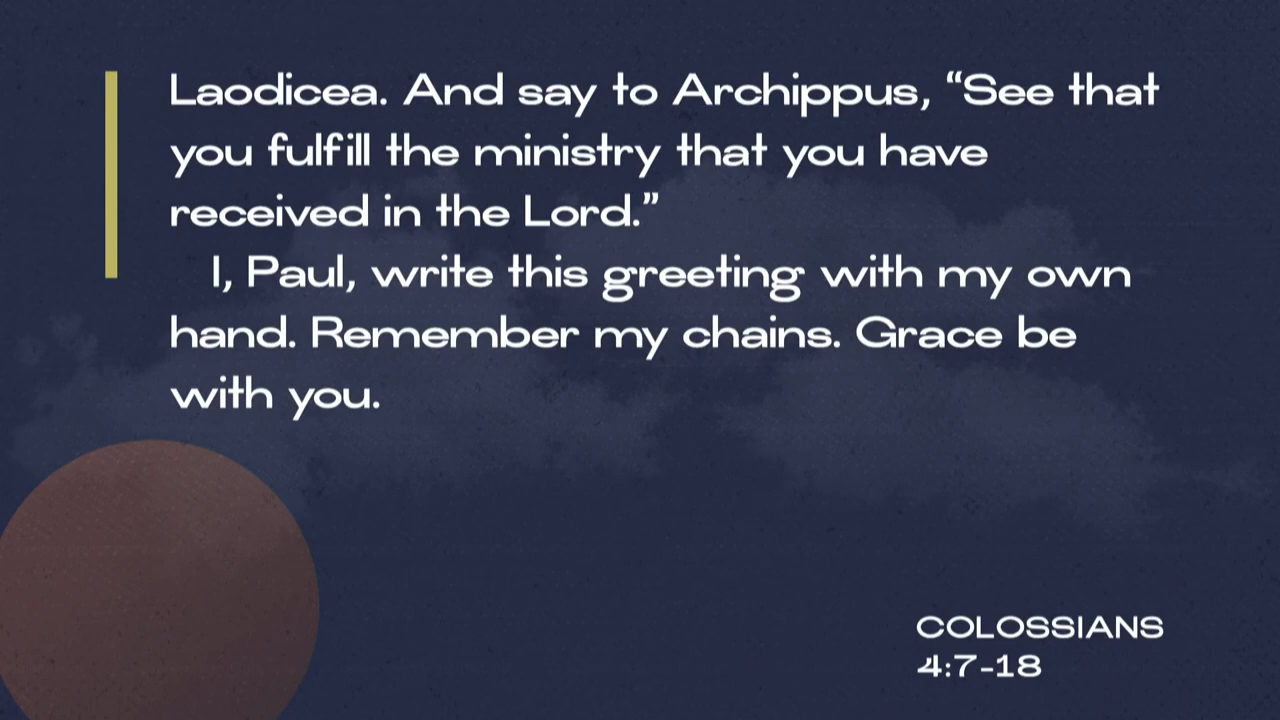 Laodicea. And say to Archippus, “See that
you fulfill the ministry that you have
received in the Lord.”
I, Paul, write this greeting with my own
hand. Remember my chains. Grace be
with you.
COLOSSIANS
4:7-18